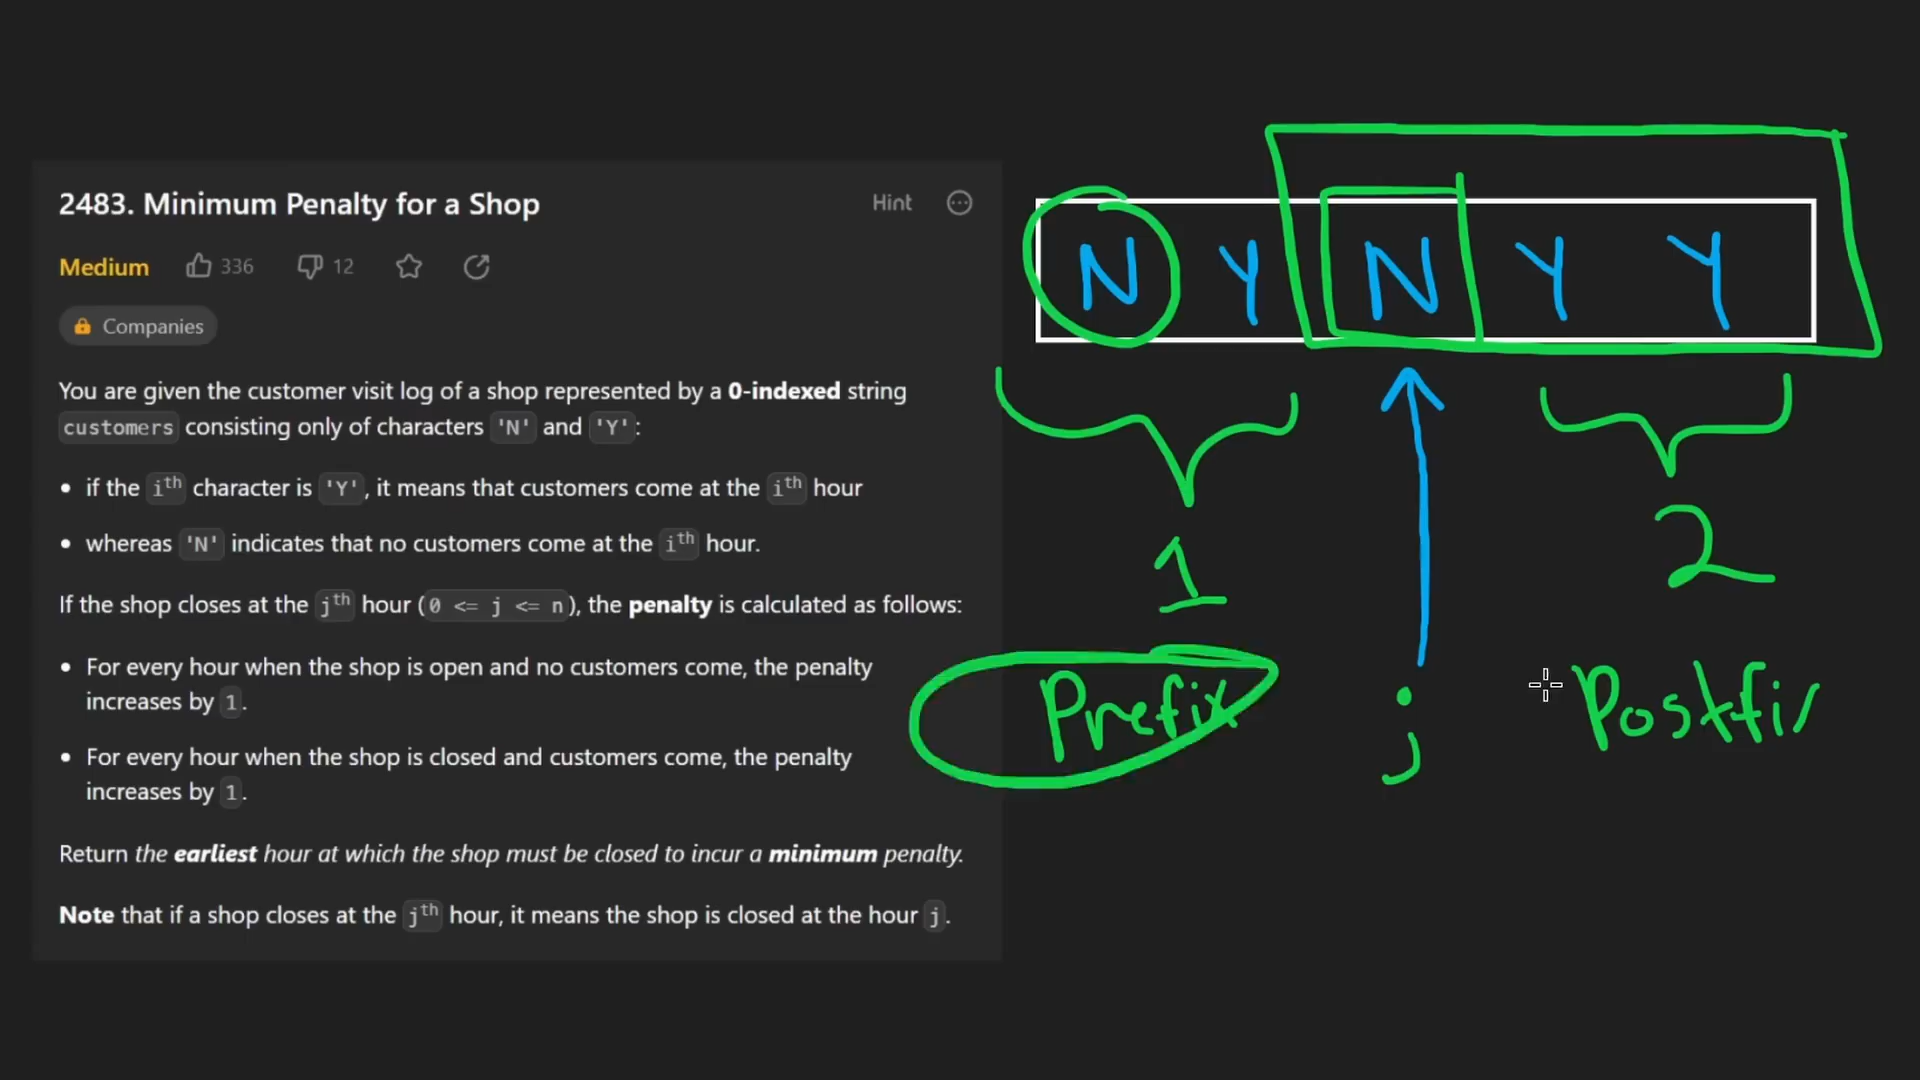 2483. Minimum Penalty for a Shop
Hint
Medium 336 12
Companies
You are given the customer visit log of a shop represented by a 0-indexed string
customers consisting only of characters 'N' and 'Y':
• if the ith character is 'Y', it means that customers come at the ith hour
• whereas 'N' indicates that no customers come at the ith hour.
If the shop closes at the jth hour (0 <= j <= n), the penalty is calculated as follows:
• For every hour when the shop is open and no customers come, the penalty
increases by 1.
• For every hour when the shop is closed and customers come, the penalty
increases by 1.
Return the earliest hour at which the shop must be closed to incur a minimum penalty.
Note that if a shop closes at the jth hour, it means the shop is closed at the hour j.
N Y N Y Y
1 2
Prefix j Postfix